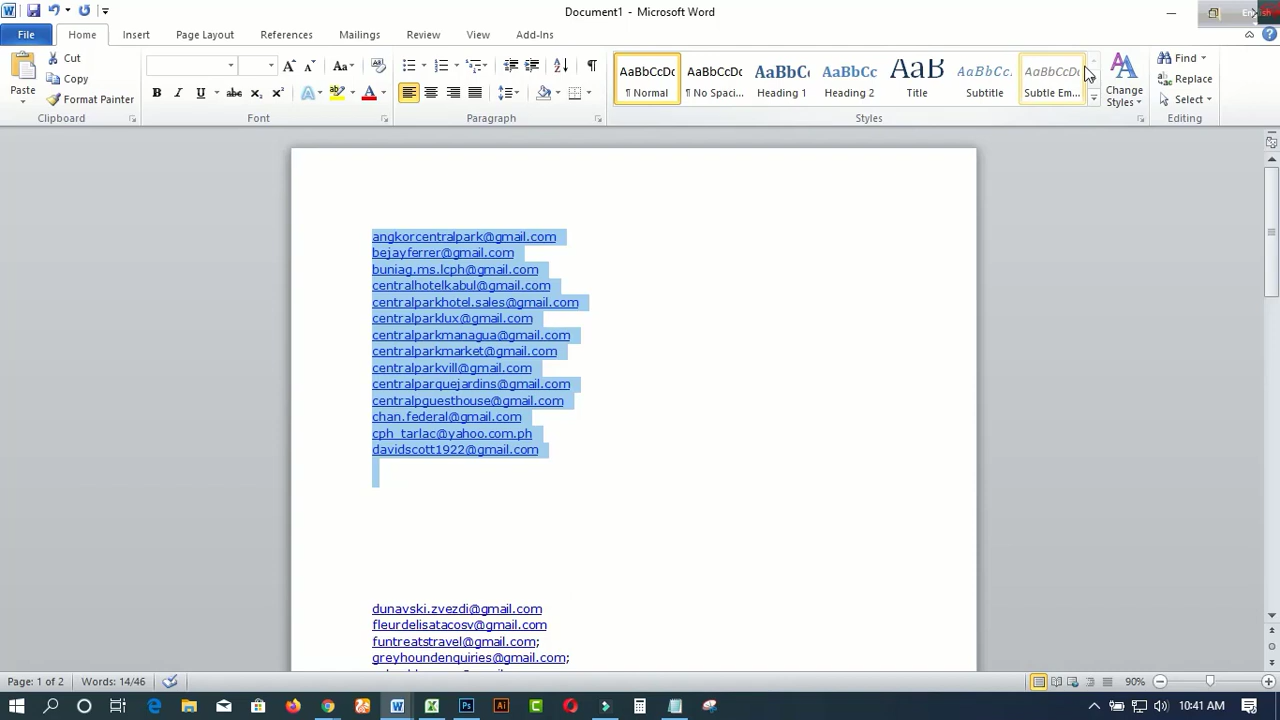 Document1 - Microsoft Word
File Home Insert Page Layout References Mailings Review View Add-Ins
Paste
Cut
Copy
Format Painter
Clipboard
Font
Paragraph
AaBbCcDc AaBbCcDc AaBbCc AaBbCc AaB AaBbCc. AaBbCcDc
¶ Normal ¶ No Spaci... Heading 1 Heading 2 Title Subtitle Subtle Em...
Change
Styles
Styles
Find
Replace
Select
Editing
angkorcentralpark@gmail.com
bejayferrer@gmail.com
buniag.ms.lcph@gmail.com
centralhotelkabul@gmail.com
centralparkhotel.sales@gmail.com
centralparklux@gmail.com
centralparkmanagua@gmail.com
centralparkmarket@gmail.com
centralparkvill@gmail.com
centralparquejardins@gmail.com
centralpguesthouse@gmail.com
chan.federal@gmail.com
cph_tarlac@yahoo.com.ph
davidscott1922@gmail.com
dunavski.zvezdi@gmail.com
fleurdelisatacosv@gmail.com
funtreatstravel@gmail.com;
greyhoundenquiries@gmail.com;
Page: 1 of 2 Words: 14/46 90%
10:41 AM